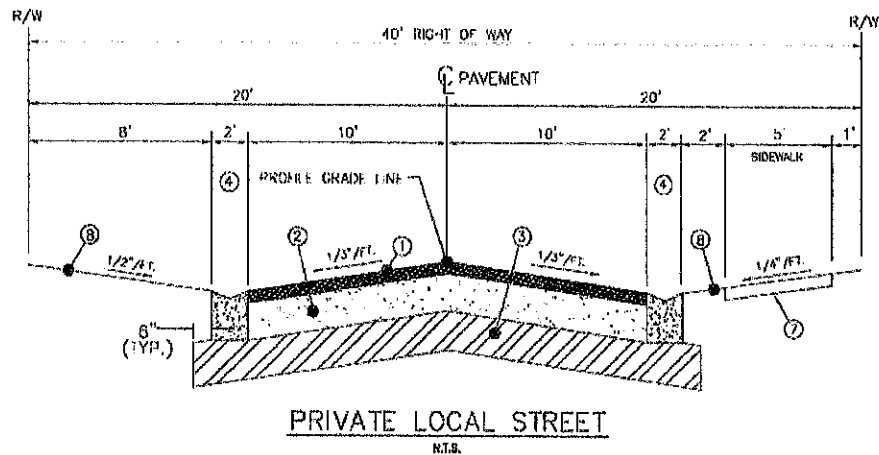 R/W
R/W
40' RIGHT OF WAY
℄ PAVEMENT
20'
20'
8'
2'
10'
10'
2'
2'
5'
1'
SIDEWALK
4
PROFILE GRADE LINE
4
8
2
1
3
8
1/2"/FT.
1/3"/FT.
1/3"/FT.
1/4"/FT.
7
6"
(TYP.)
PRIVATE LOCAL STREET
N.T.S.